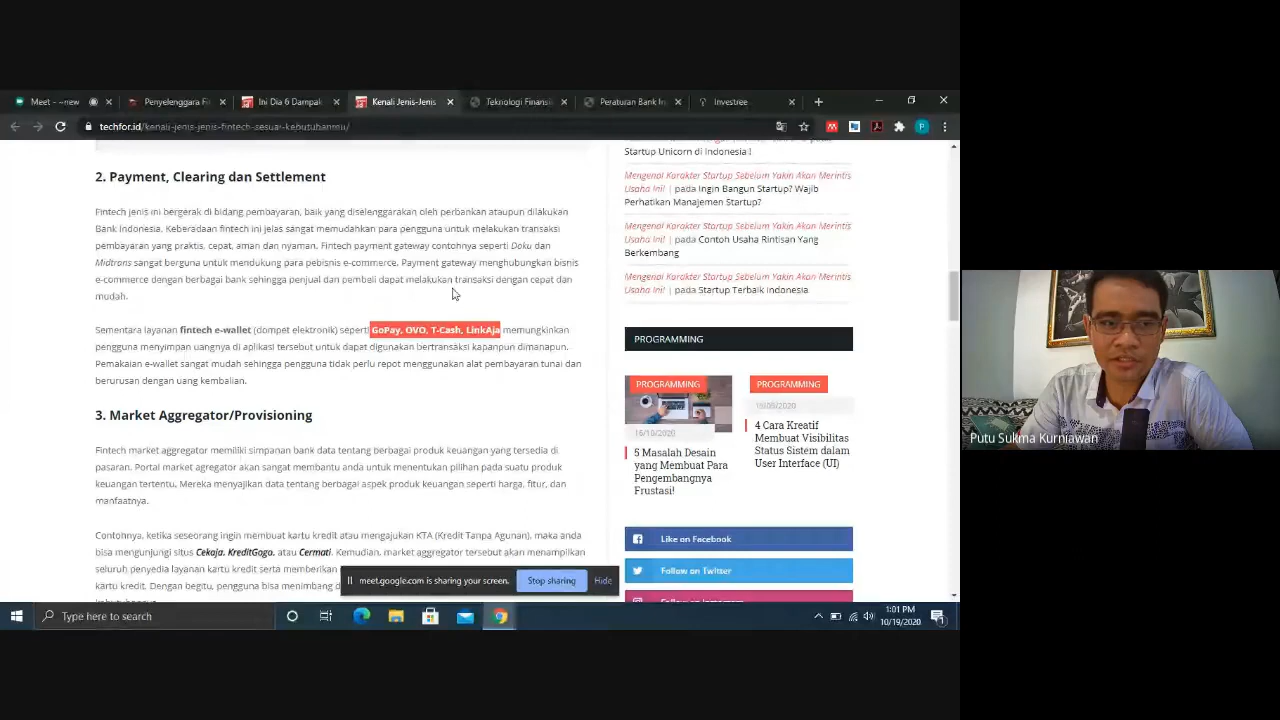 Meet - ~new
Penyelenggara Fi
Ini Dia 6 Dampak
Kenali Jenis-Jenis
Teknologi Finansi
Peraturan Bank In
Investree
techfor.id/kenali-jenis-jenis-fintech-sesuai-kebutuhanmu/
2. Payment, Clearing dan Settlement
Fintech jenis ini bergerak di bidang pembayaran, baik yang diselenggarakan oleh perbankan ataupun dilakukan
Bank Indonesia. Keberadaan fintech ini jelas sangat memudahkan para pengguna untuk melakukan transaksi
pembayaran yang praktis, cepat, aman dan nyaman. Fintech payment gateway contohnya seperti Doku dan
Midtrans sangat berguna untuk mendukung para pebisnis e-commerce. Payment gateway menghubungkan bisnis
e-commerce dengan berbagai bank sehingga penjual dan pembeli dapat melakukan transaksi dengan cepat dan
mudah.
Sementara layanan fintech e-wallet (dompet elektronik) seperti GoPay, OVO, T-Cash, LinkAja memungkinkan
pengguna menyimpan uangnya di aplikasi tersebut untuk dapat digunakan bertransaksi kapanpun dimanapun.
Pemakaian e-wallet sangat mudah sehingga pengguna tidak perlu repot menggunakan alat pembayaran tunai dan
berurusan dengan uang kembalian.
3. Market Aggregator/Provisioning
Fintech market aggregator memiliki simpanan bank data tentang berbagai produk keuangan yang tersedia di
pasaran. Portal market agregator akan sangat membantu anda untuk menentukan pilihan pada suatu produk
keuangan tertentu. Mereka menyajikan data tentang berbagai aspek produk keuangan seperti harga, fitur, dan
manfaatnya.
Contohnya, ketika seseorang ingin membuat kartu kredit atau mengajukan KTA (Kredit Tanpa Agunan), maka anda
bisa mengunjungi situs Cekaja, KreditGogo, atau Cermati. Kemudian, market aggregator tersebut akan menampilkan
seluruh penyedia layanan kartu kredit serta memberikan
kartu kredit. Dengan begitu, pengguna bisa menimbang d
Startup Unicorn di Indonesia !
Mengenal Karakter Startup Sebelum Yakin Akan Merintis
Usaha Ini! | pada Ingin Bangun Startup? Wajib
Perhatikan Manajemen Startup?
Mengenal Karakter Startup Sebelum Yakin Akan Merintis
Usaha Ini! | pada Contoh Usaha Rintisan Yang
Berkembang
Mengenal Karakter Startup Sebelum Yakin Akan Merintis
Usaha Ini! | pada Startup Terbaik Indonesia
PROGRAMMING
PROGRAMMING
16/10/2020
5 Masalah Desain
yang Membuat Para
Pengembangnya
Frustasi!
PROGRAMMING
4 Cara Kreatif
Membuat Visibilitas
Status Sistem dalam
User Interface (UI)
Like on Facebook
Follow on Twitter
Follow on Instagram
meet.google.com is sharing your screen.
Stop sharing
Hide
Type here to search
1:01 PM
10/19/2020
Putu Sukma Kurniawan